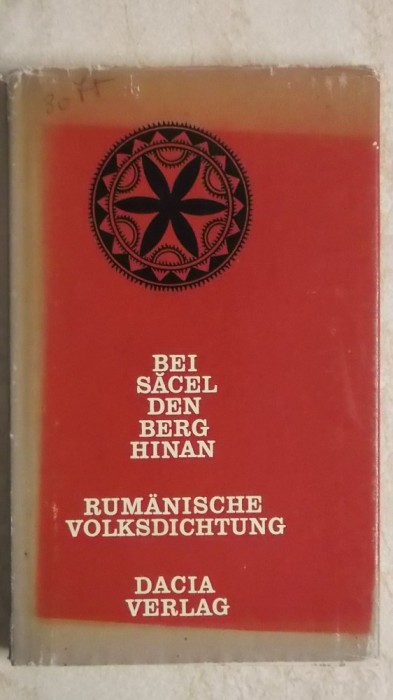 BEI
SĂCEL
DEN
BERG
HINAN
RUMÄNISCHE
VOLKSDICHTUNG
DACIA
VERLAG